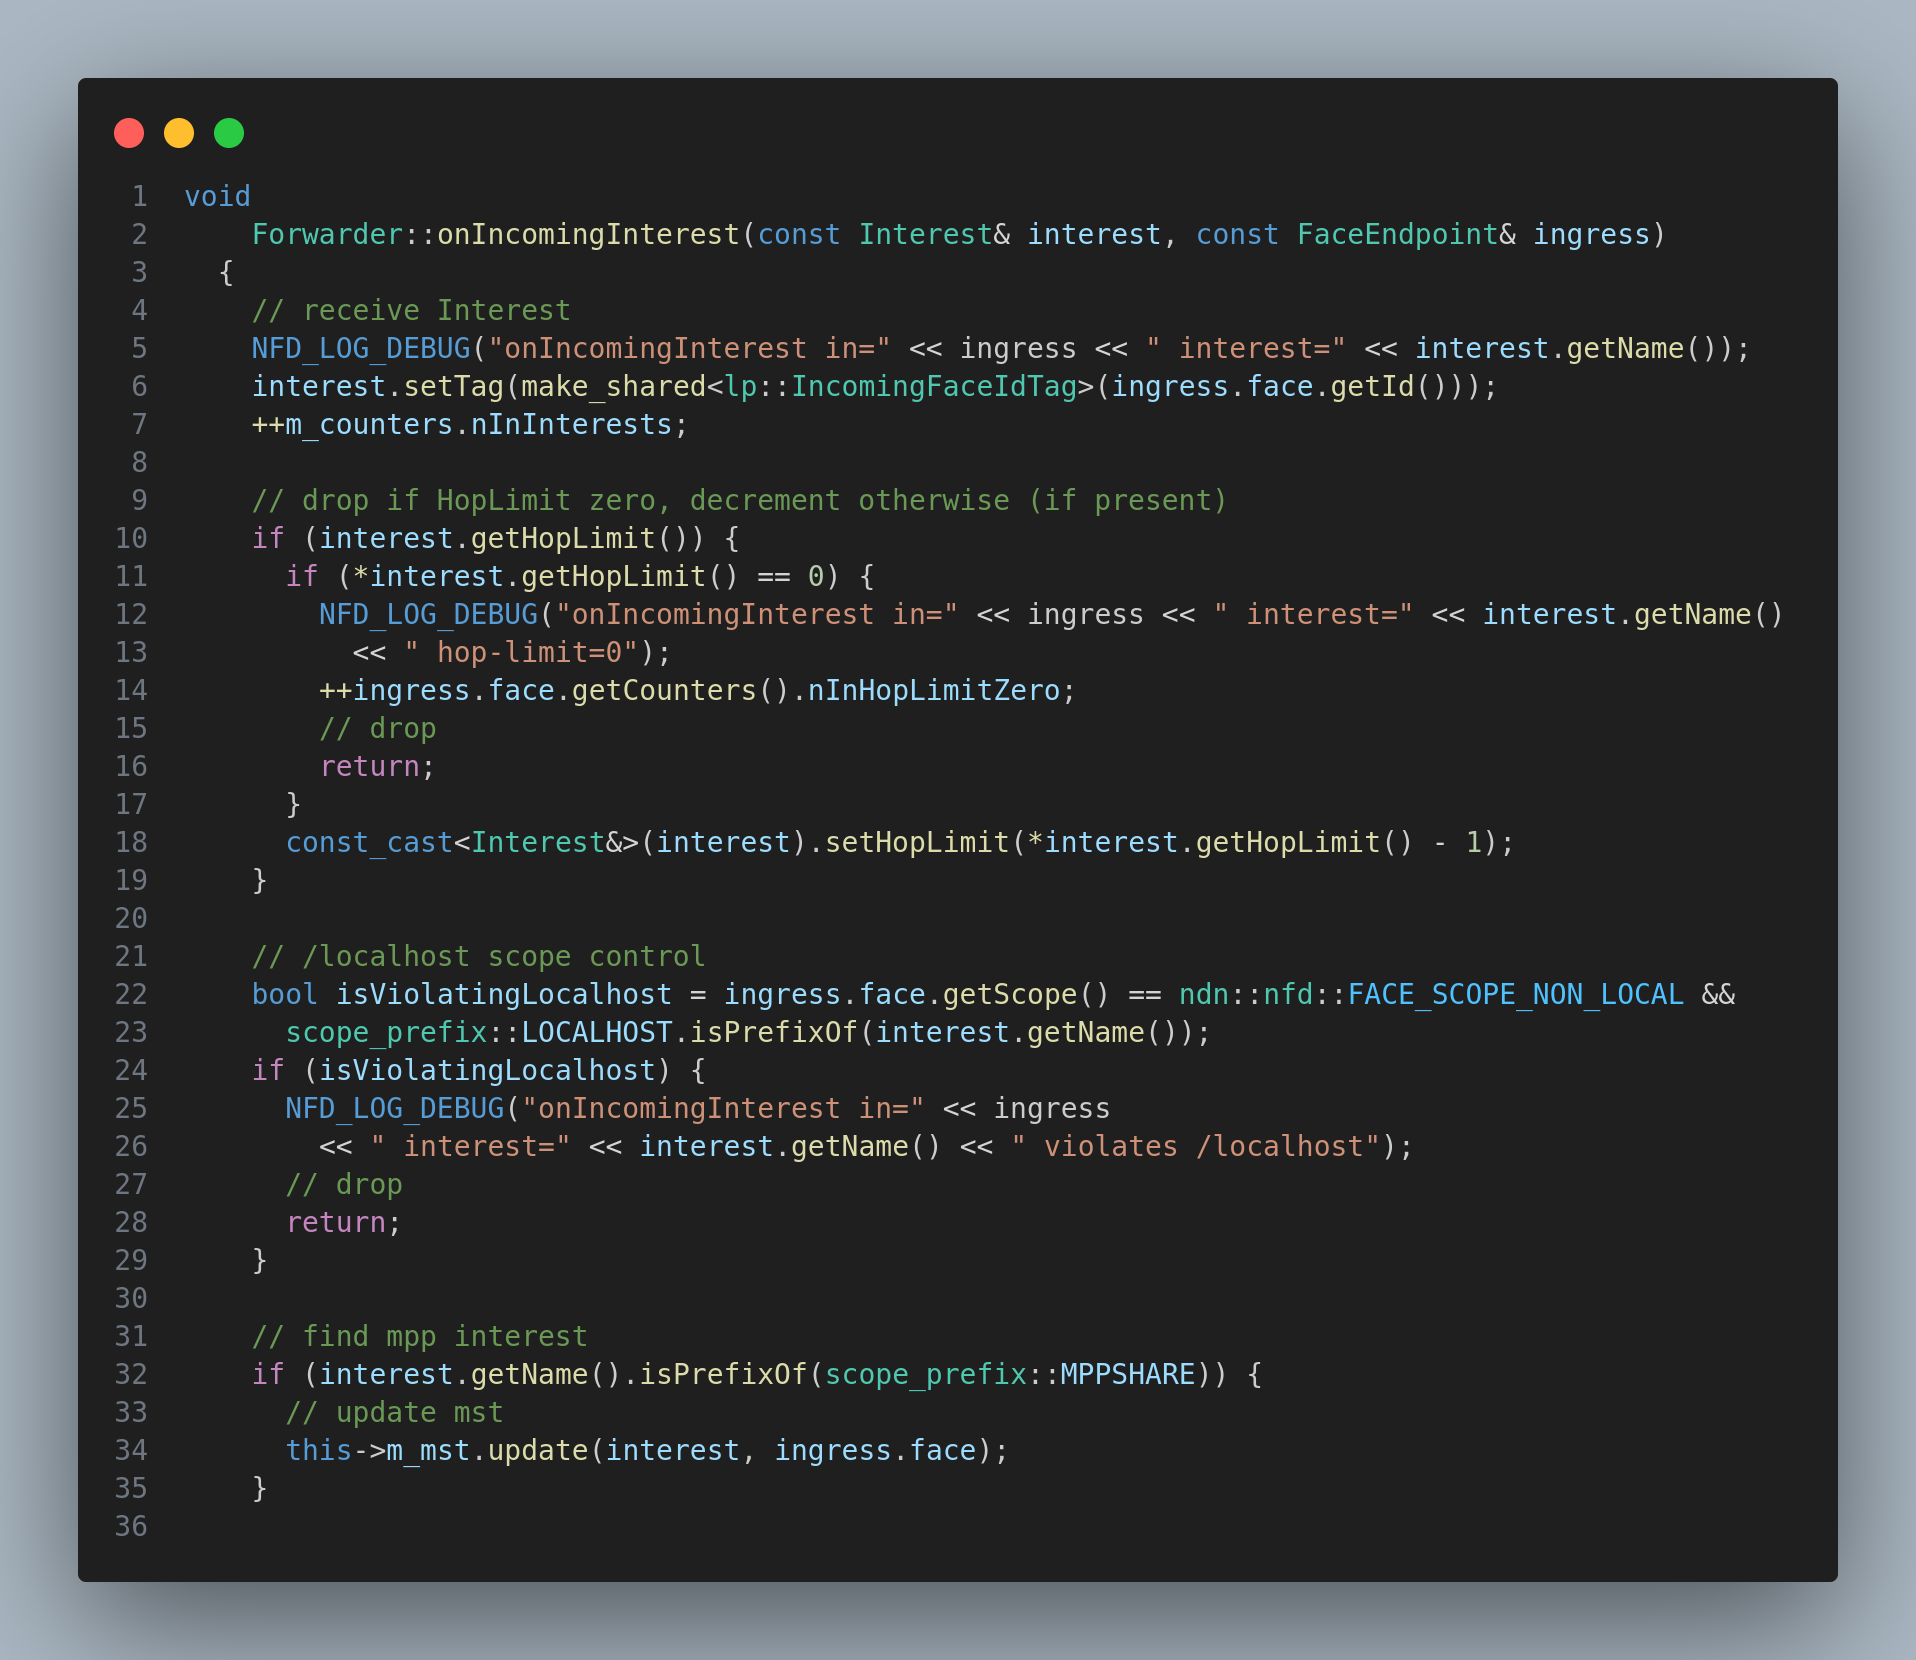 1 void
2     Forwarder::onIncomingInterest(const Interest& interest, const FaceEndpoint& ingress)
3   {
4     // receive Interest
5     NFD_LOG_DEBUG("onIncomingInterest in=" << ingress << " interest=" << interest.getName());
6     interest.setTag(make_shared<lp::IncomingFaceIdTag>(ingress.face.getId()));
7     ++m_counters.nInInterests;
8
9     // drop if HopLimit zero, decrement otherwise (if present)
10     if (interest.getHopLimit()) {
11       if (*interest.getHopLimit() == 0) {
12         NFD_LOG_DEBUG("onIncomingInterest in=" << ingress << " interest=" << interest.getName()
13           << " hop-limit=0");
14         ++ingress.face.getCounters().nInHopLimitZero;
15         // drop
16         return;
17       }
18       const_cast<Interest&>(interest).setHopLimit(*interest.getHopLimit() - 1);
19     }
20
21     // /localhost scope control
22     bool isViolatingLocalhost = ingress.face.getScope() == ndn::nfd::FACE_SCOPE_NON_LOCAL &&
23       scope_prefix::LOCALHOST.isPrefixOf(interest.getName());
24     if (isViolatingLocalhost) {
25       NFD_LOG_DEBUG("onIncomingInterest in=" << ingress
26         << " interest=" << interest.getName() << " violates /localhost");
27       // drop
28       return;
29     }
30
31     // find mpp interest
32     if (interest.getName().isPrefixOf(scope_prefix::MPPSHARE)) {
33       // update mst
34       this->m_mst.update(interest, ingress.face);
35     }
36